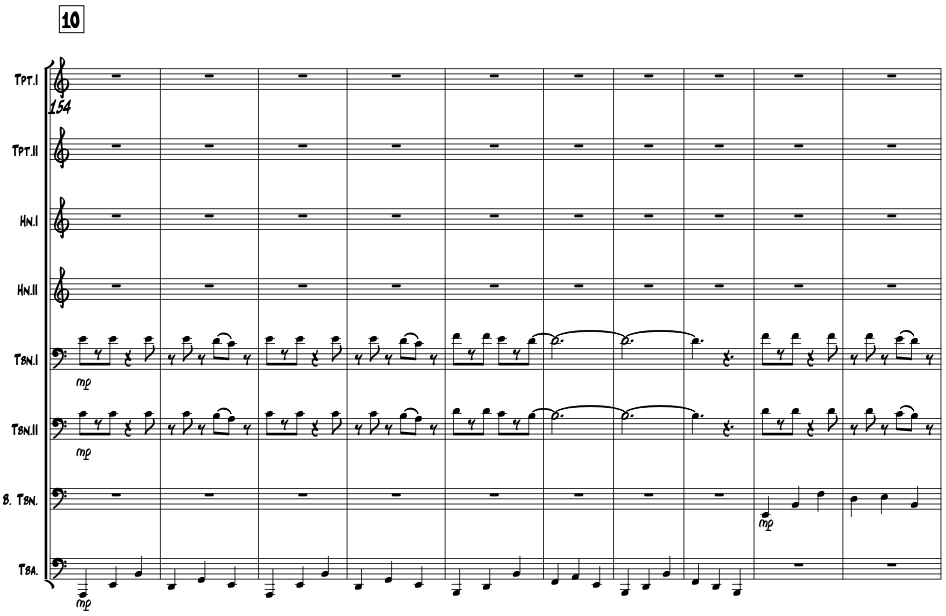 10
Tpt.I
154
Tpt.II
Hn.I
Hn.II
Tbn.I
mp
Tbn.II
mp
B. Tbn.
mp
Tba.
mp